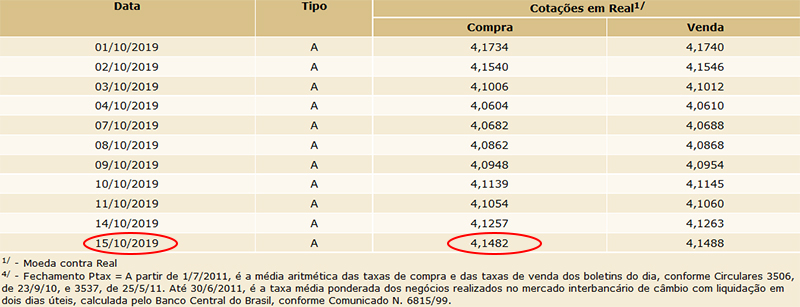 Data Tipo Cotações em Real1/
Compra Venda
01/10/2019 A 4,1734 4,1740
02/10/2019 A 4,1540 4,1546
03/10/2019 A 4,1006 4,1012
04/10/2019 A 4,0604 4,0610
07/10/2019 A 4,0682 4,0688
08/10/2019 A 4,0862 4,0868
09/10/2019 A 4,0948 4,0954
10/10/2019 A 4,1139 4,1145
11/10/2019 A 4,1054 4,1060
14/10/2019 A 4,1257 4,1263
15/10/2019 A 4,1482 4,1488
1/ - Moeda contra Real
4/ - Fechamento Ptax = A partir de 1/7/2011, é a média aritmética das taxas de compra e das taxas de venda dos boletins do dia, conforme Circulares 3506,
de 23/9/10, e 3537, de 25/5/11. Até 30/6/2011, é a taxa média ponderada dos negócios realizados no mercado interbancário de câmbio com liquidação em
dois dias úteis, calculada pelo Banco Central do Brasil, conforme Comunicado N. 6815/99.